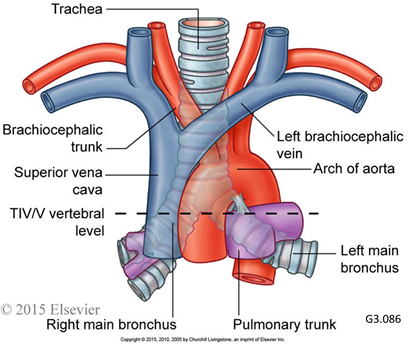 Trachea
Brachiocephalic
trunk
Left brachiocephalic
vein
Superior vena
cava
Arch of aorta
TIV/V vertebral
level
Left main
bronchus
© 2015 Elsevier
Right main bronchus
Pulmonary trunk
G3.086
Copyright © 2015, 2010, 2005 by Churchill Livingstone, an imprint of Elsevier Inc.